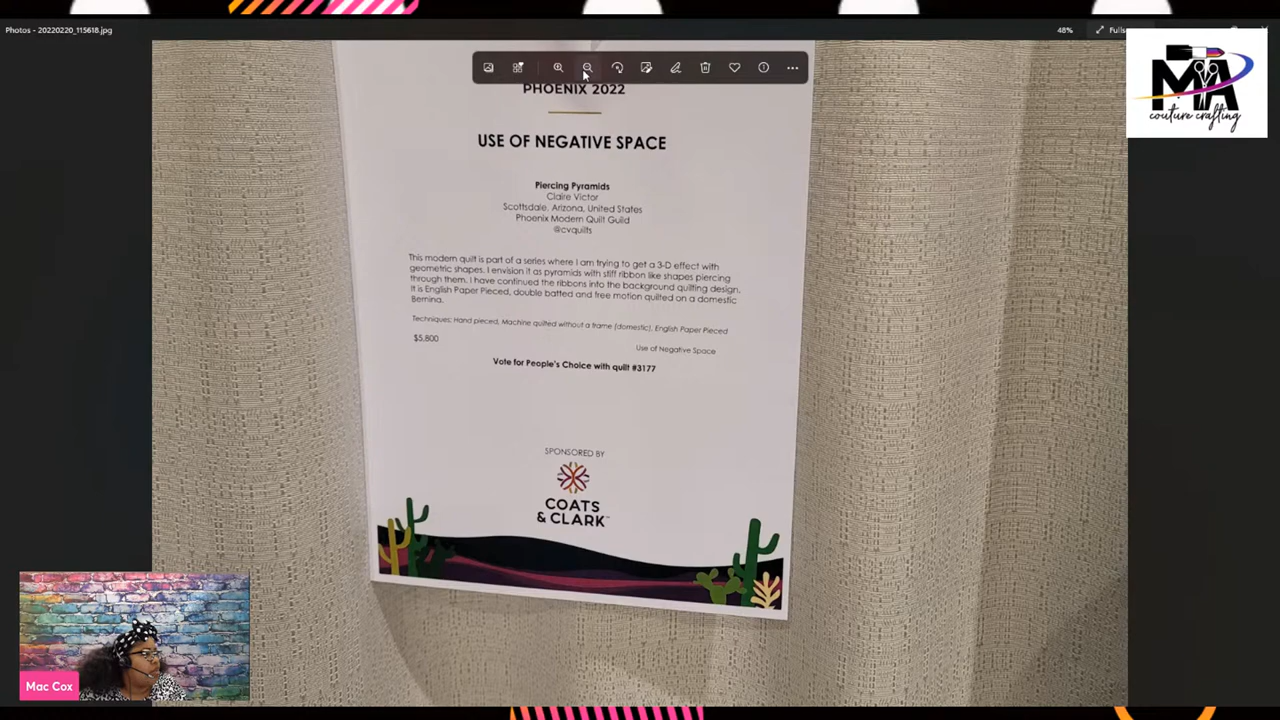 Photos - 20220220_115618.jpg
48%
Fulls
MA
couture crafting
PHOENIX 2022
USE OF NEGATIVE SPACE
Piercing Pyramids
Claire Victor
Scottsdale, Arizona, United States
Phoenix Modern Quilt Guild
@cvquilts
This modern quilt is part of a series where I am trying to get a 3-D effect with
geometric shapes. I envision it as pyramids with stiff ribbon like shapes piercing
through them. I have continued the ribbons into the background quilting design.
It is English Paper Pieced, double batted and free motion quilted on a domestic
Bernina.
Techniques: Hand pieced, Machine quilted without a frame (domestic), English Paper Pieced
$5,800
Use of Negative Space
Vote for People's Choice with quilt #3177
SPONSORED BY
COATS
& CLARK
Mac Cox